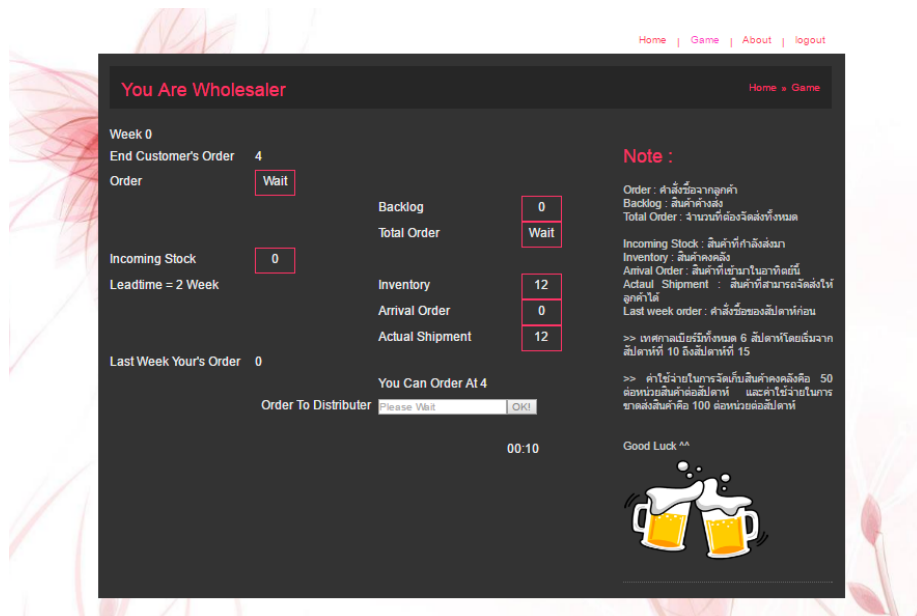 Home | Game | About | logout
You Are Wholesaler
Home » Game
Week 0
End Customer's Order 4
Order Wait
Backlog 0
Total Order Wait
Incoming Stock 0
Leadtime = 2 Week
Inventory 12
Arrival Order 0
Actual Shipment 12
Last Week Your's Order 0
You Can Order At 4
Order To Distributer Please Wait OK!
00:10
Note :
Order : คำสั่งซื้อจากลูกค้า
Backlog : สินค้าค้างส่ง
Total Order : จำนวนที่ต้องจัดส่งทั้งหมด
Incoming Stock : สินค้าที่กำลังส่งมา
Inventory : สินค้าคงคลัง
Arrival Order : สินค้าที่เข้ามาในอาทิตย์นี้
Actaul Shipment : สินค้าที่สามารถจัดส่งให้
ลูกค้าได้
Last week order : คำสั่งซื้อของสัปดาห์ก่อน
>> เทศกาลเบียร์มีทั้งหมด 6 สัปดาห์โดยเริ่มจาก
สัปดาห์ที่ 10 ถึงสัปดาห์ที่ 15
>> ค่าใช้จ่ายในการจัดเก็บสินค้าคงคลังคือ 50
ต่อหน่วยสินค้าต่อสัปดาห์ และค่าใช้จ่ายในการ
ขาดส่งสินค้าคือ 100 ต่อหน่วยต่อสัปดาห์
Good Luck ^^